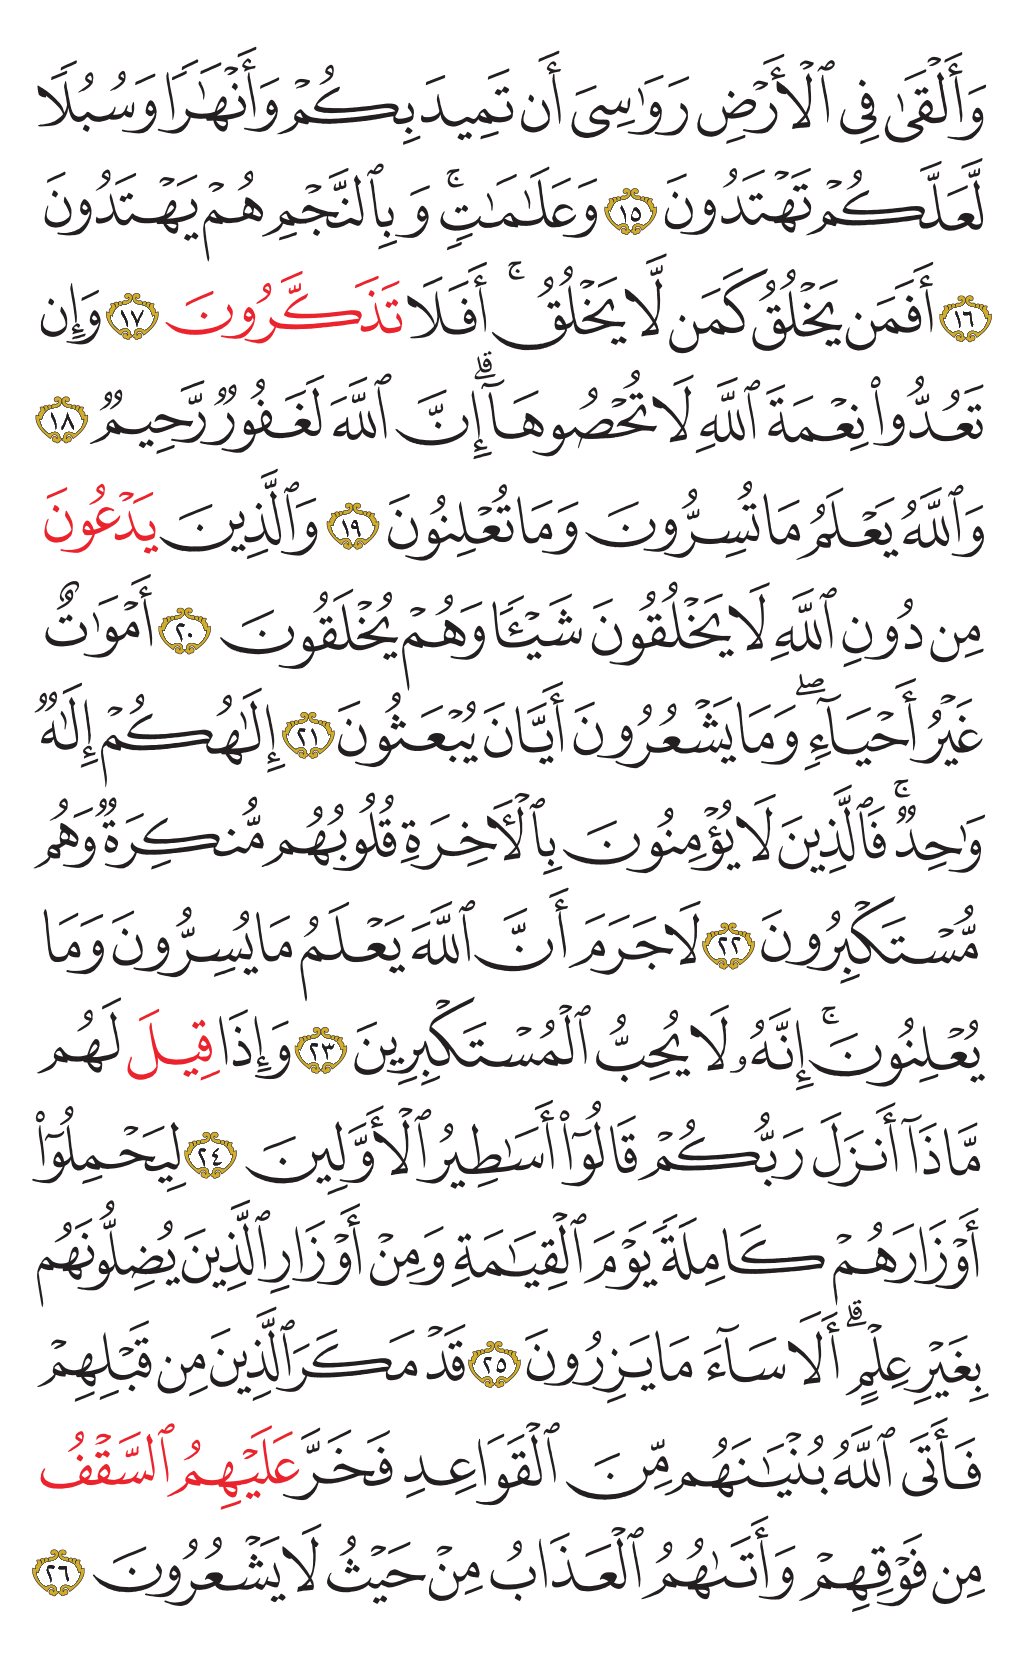 وَأَلْقَىٰ فِي ٱلْأَرْضِ رَوَٰسِىَ أَن تَمِيدَ بِكُمْ وَأَنْهَٰرًا وَسُبُلًا
لَّعَلَّكُمْ تَهْتَدُونَ ١٥ وَعَلَٰمَٰتٍۚ وَبِٱلنَّجْمِ هُمْ يَهْتَدُونَ
١٦ أَفَمَن يَخْلُقُ كَمَن لَّا يَخْلُقُۚ أَفَلَا تَذَكَّرُونَ ١٧ وَإِن
تَعُدُّوا۟ نِعْمَةَ ٱللَّهِ لَا تُحْصُوهَآۗ إِنَّ ٱللَّهَ لَغَفُورٌ رَّحِيمٌ ١٨
وَٱللَّهُ يَعْلَمُ مَا تُسِرُّونَ وَمَا تُعْلِنُونَ ١٩ وَٱلَّذِينَ يَدْعُونَ
مِن دُونِ ٱللَّهِ لَا يَخْلُقُونَ شَيْـًٔا وَهُمْ يُخْلَقُونَ ٢٠ أَمْوَٰتٌ
غَيْرُ أَحْيَآءٍۖ وَمَا يَشْعُرُونَ أَيَّانَ يُبْعَثُونَ ٢١ إِلَٰهُكُمْ إِلَٰهٌ
وَٰحِدٌۚ فَٱلَّذِينَ لَا يُؤْمِنُونَ بِٱلْأَخِرَةِ قُلُوبُهُم مُّنكِرَةٌ وَهُم
مُّسْتَكْبِرُونَ ٢٢ لَا جَرَمَ أَنَّ ٱللَّهَ يَعْلَمُ مَا يُسِرُّونَ وَمَا
يُعْلِنُونَۚ إِنَّهُۥ لَا يُحِبُّ ٱلْمُسْتَكْبِرِينَ ٢٣ وَإِذَا قِيلَ لَهُم
مَّاذَآ أَنزَلَ رَبُّكُمْ قَالُوٓا۟ أَسَٰطِيرُ ٱلْأَوَّلِينَ ٢٤ لِيَحْمِلُوٓا۟
أَوْزَارَهُمْ كَامِلَةً يَوْمَ ٱلْقِيَٰمَةِ وَمِنْ أَوْزَارِ ٱلَّذِينَ يُضِلُّونَهُم
بِغَيْرِ عِلْمٍۗ أَلَا سَآءَ مَا يَزِرُونَ ٢٥ قَدْ مَكَرَ ٱلَّذِينَ مِن قَبْلِهِمْ
فَأَتَى ٱللَّهُ بُنْيَٰنَهُم مِّنَ ٱلْقَوَاعِدِ فَخَرَّ عَلَيْهِمُ ٱلسَّقْفُ
مِن فَوْقِهِمْ وَأَتَىٰهُمُ ٱلْعَذَابُ مِنْ حَيْثُ لَا يَشْعُرُونَ ٢٦